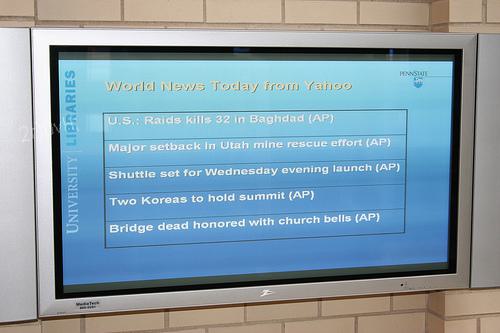 World News Today from Yahoo
PENNSTATE
U.S.: Raids kills 32 in Baghdad (AP)
Major setback in Utah mine rescue effort (AP)
Shuttle set for Wednesday evening launch (AP)
Two Koreas to hold summit (AP)
Bridge dead honored with church bells (AP)
UNIVERSITY LIBRARIES
MediaTech